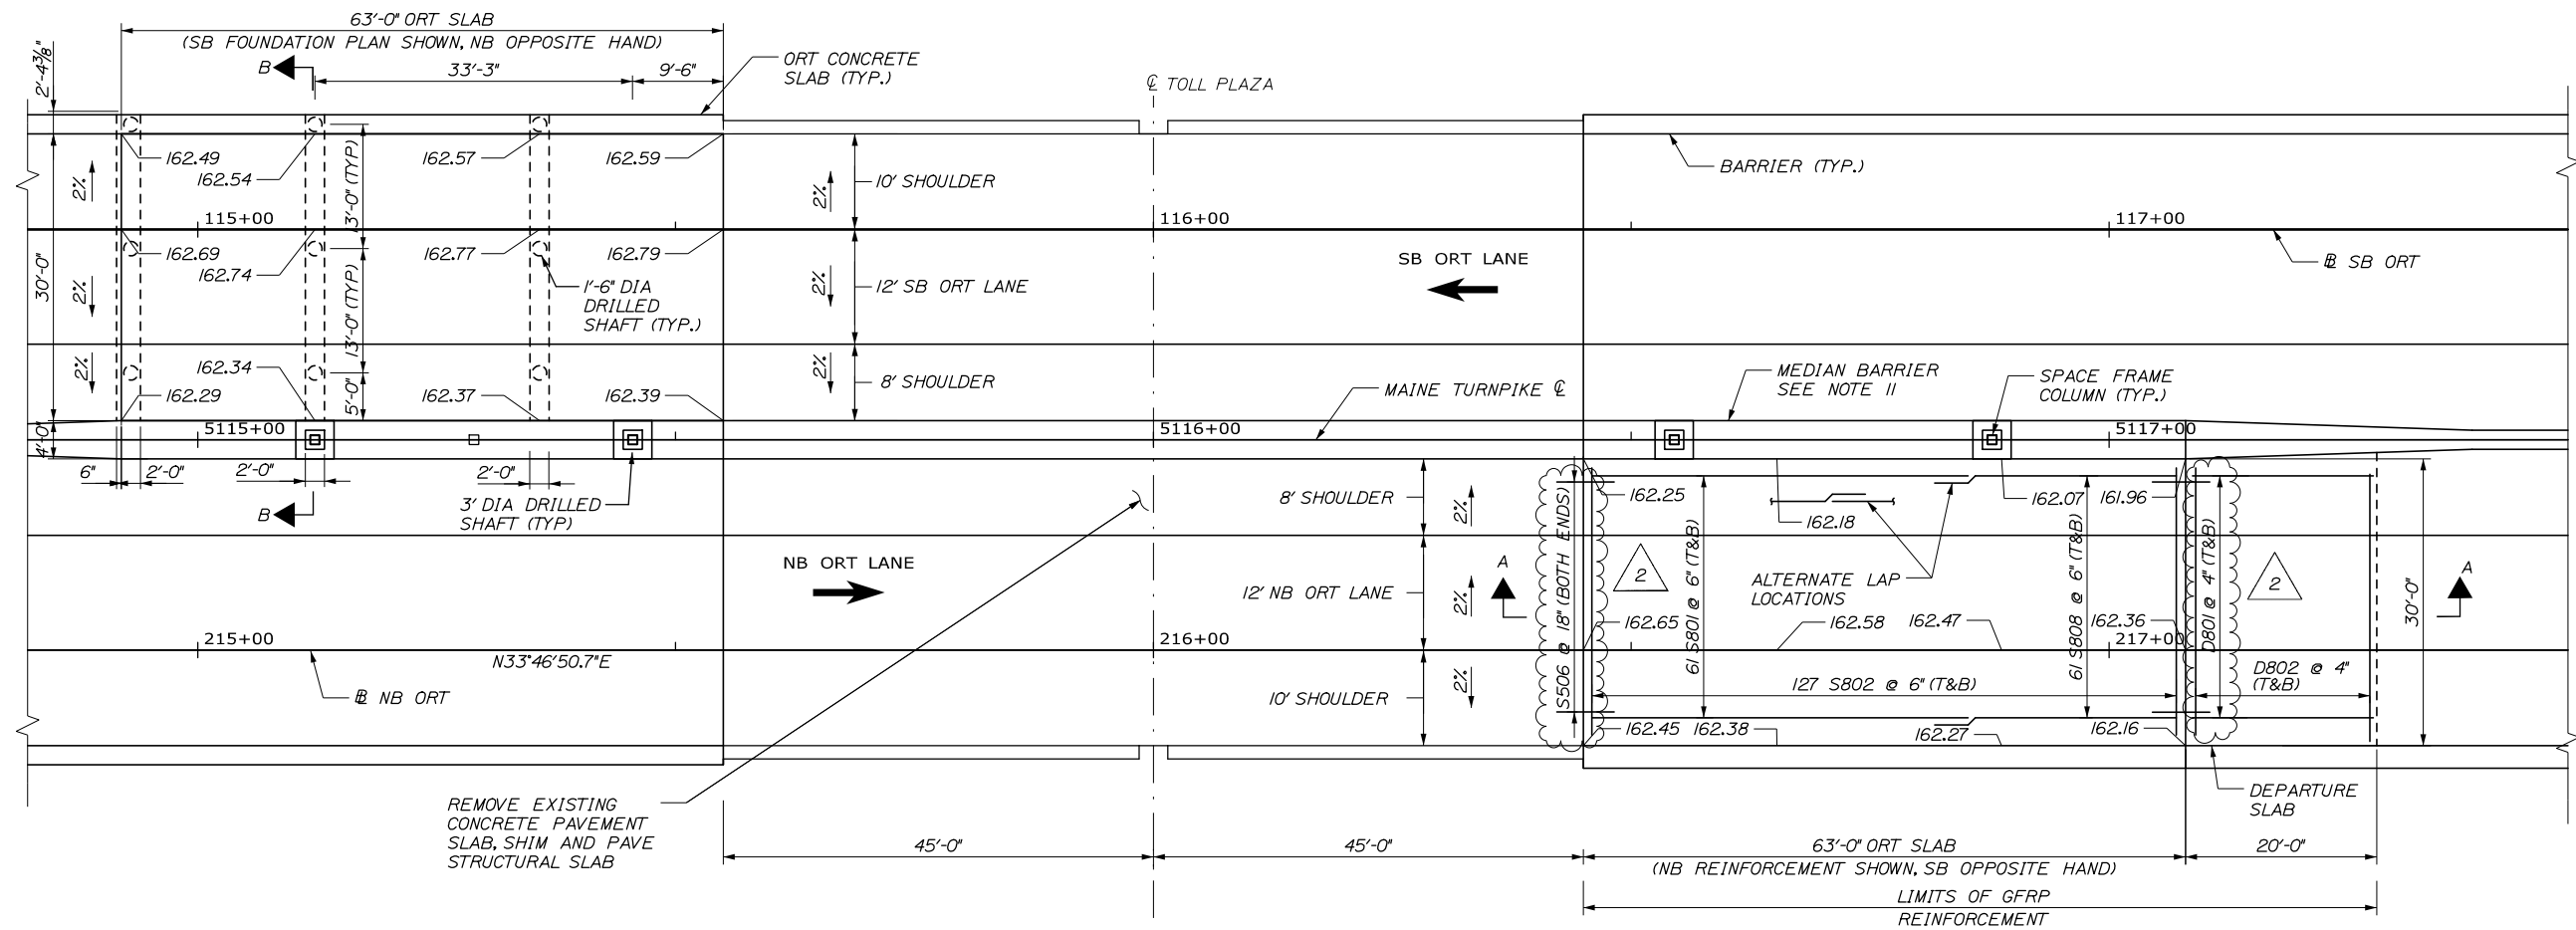 63'-0" ORT SLAB
(SB FOUNDATION PLAN SHOWN, NB OPPOSITE HAND)
2'-4⅜"
B
33'-3"
9'-6"
ORT CONCRETE
SLAB (TYP.)
℄ TOLL PLAZA
162.49
162.54
162.57
162.59
13'-0" (TYP)
2%
2%
10' SHOULDER
BARRIER (TYP.)
115+00
116+00
117+00
162.69
162.74
162.77
162.79
30'-0"
2%
13'-0" (TYP)
1'-6" DIA
DRILLED
SHAFT (TYP.)
2%
12' SB ORT LANE
SB ORT LANE
℄ SB ORT
2%
162.34
162.29
5'-0"
162.37
162.39
2%
8' SHOULDER
MAINE TURNPIKE ℄
MEDIAN BARRIER
SEE NOTE 11
SPACE FRAME
COLUMN (TYP.)
4'-0"
5115+00
5116+00
5117+00
6"
2'-0"
2'-0"
2'-0"
B
3' DIA DRILLED
SHAFT (TYP)
8' SHOULDER
2%
162.25
162.18
162.07
161.96
NB ORT LANE
12' NB ORT LANE
2%
A
S506 @ 18" (BOTH ENDS)
2
61 S801 @ 6" (T&B)
ALTERNATE LAP
LOCATIONS
61 S808 @ 6" (T&B)
D801 @ 4" (T&B)
2
30'-0"
A
162.65
162.58
162.47
162.36
215+00
216+00
217+00
N33°46'50.7"E
℄ NB ORT
10' SHOULDER
2%
127 S802 @ 6" (T&B)
D802 @ 4"
(T&B)
162.45
162.38
162.27
162.16
REMOVE EXISTING
CONCRETE PAVEMENT
SLAB, SHIM AND PAVE
STRUCTURAL SLAB
DEPARTURE
SLAB
45'-0"
45'-0"
63'-0" ORT SLAB
(NB REINFORCEMENT SHOWN, SB OPPOSITE HAND)
20'-0"
LIMITS OF GFRP
REINFORCEMENT